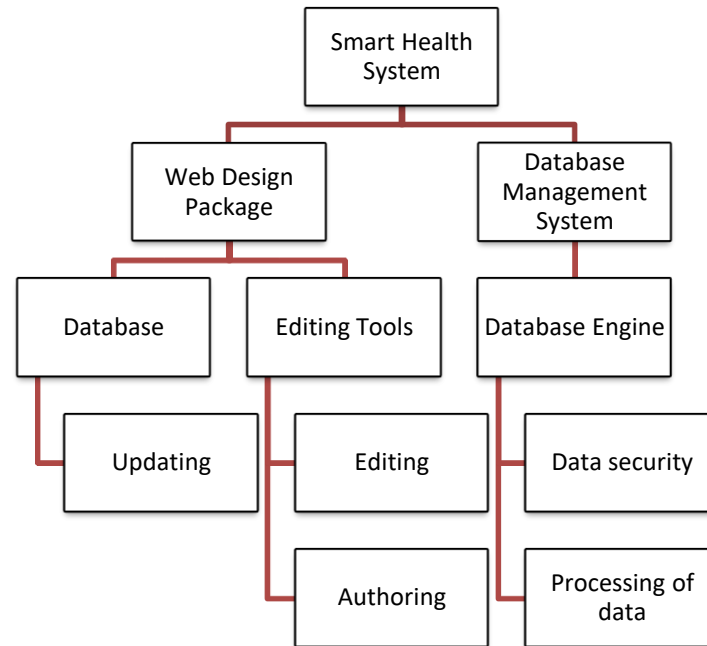 Smart Health
System
Web Design
Package
Database
Management
System
Database
Editing Tools
Database Engine
Updating
Editing
Data security
Authoring
Processing of
data